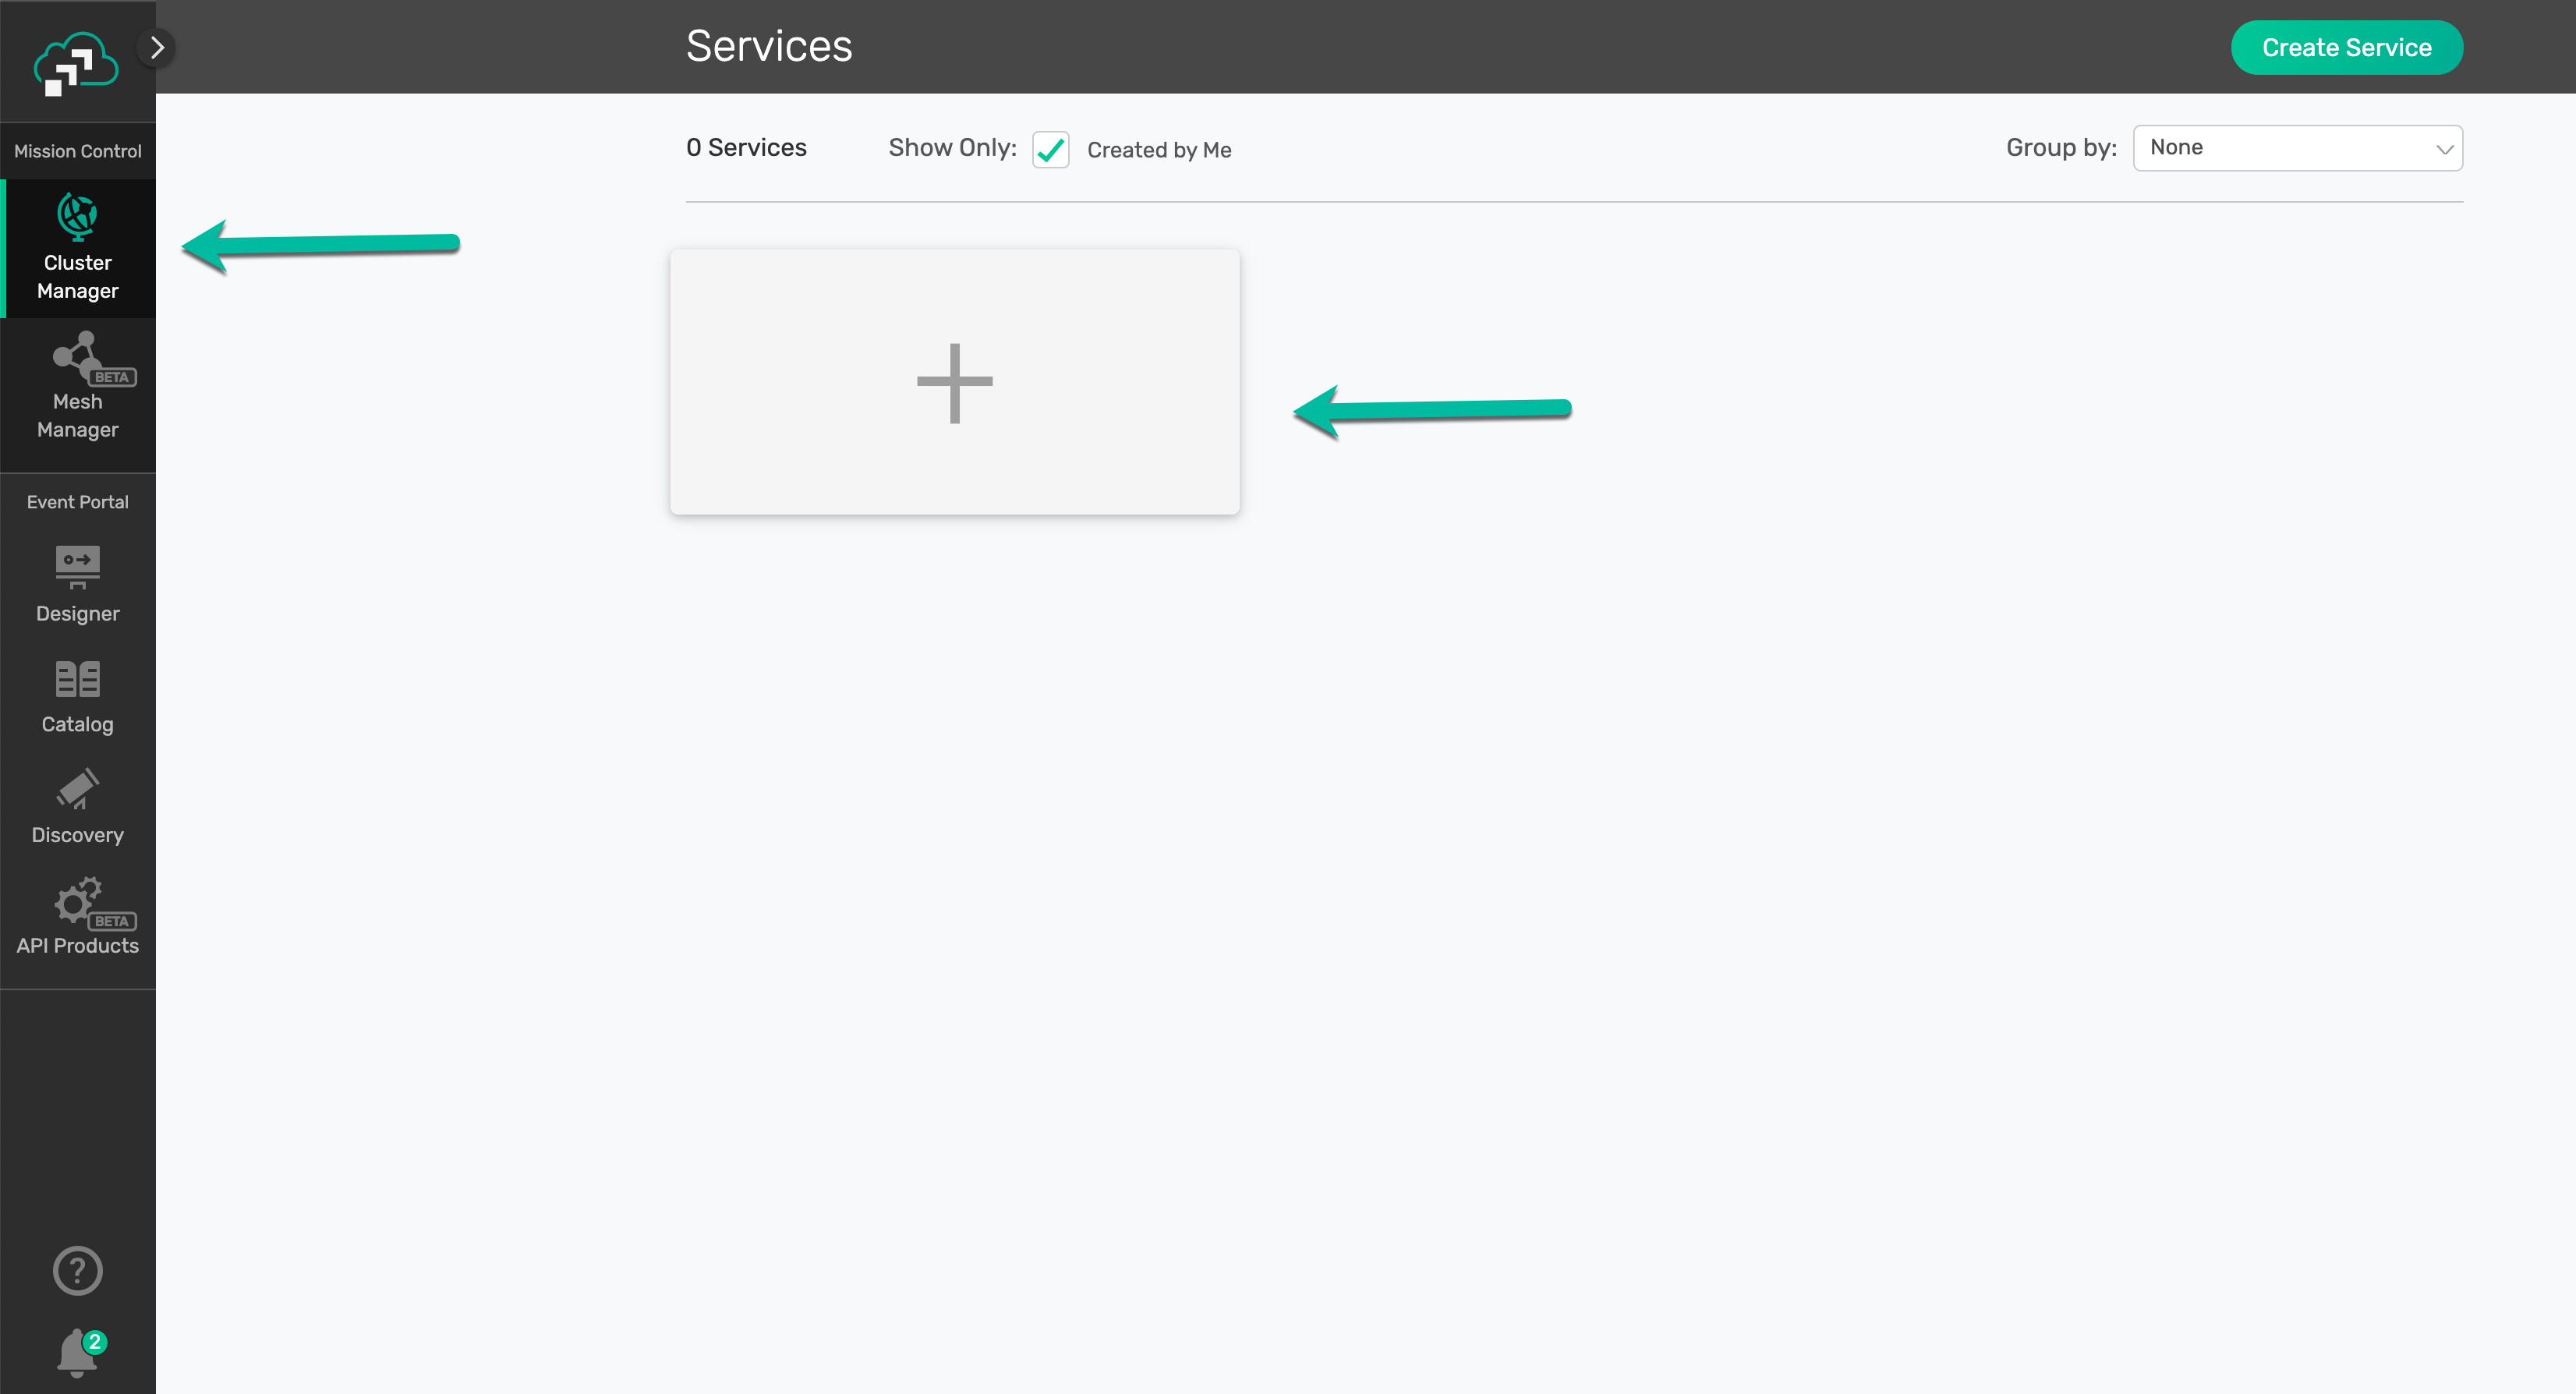 Services
Create Service
Mission Control
Cluster
Manager
BETA
Mesh
Manager
Event Portal
Designer
Catalog
Discovery
BETA
API Products
?
2
0 Services
Show Only:
Created by Me
Group by:
None